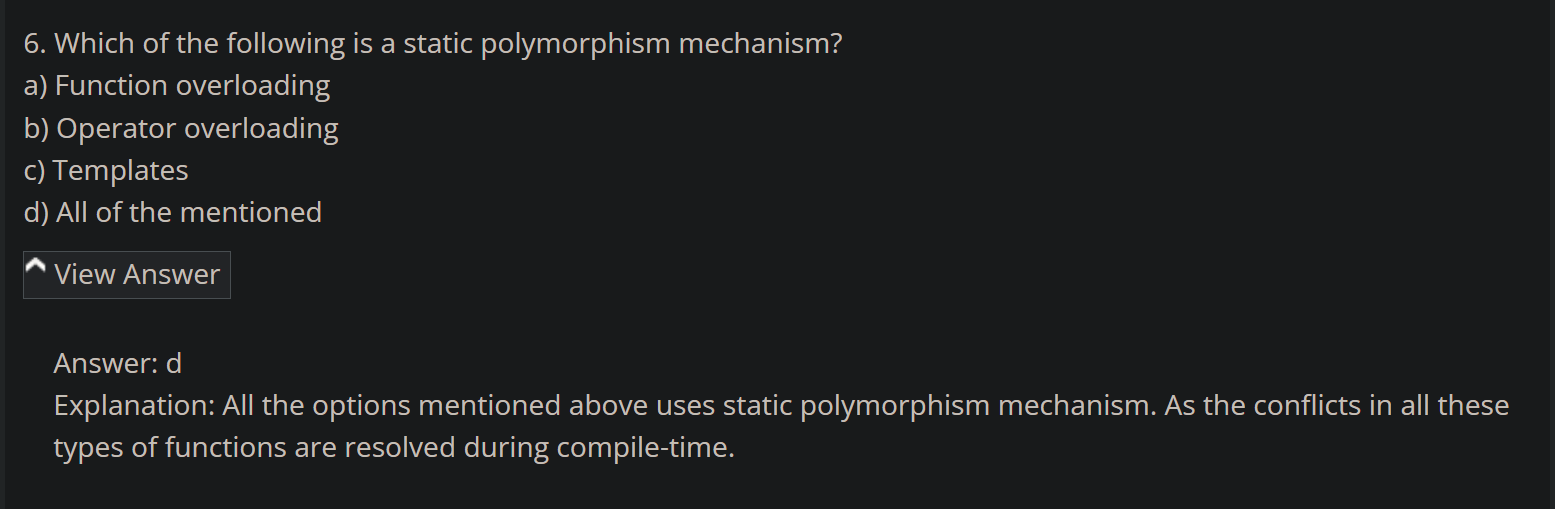 6. Which of the following is a static polymorphism mechanism?
a) Function overloading
b) Operator overloading
c) Templates
d) All of the mentioned
View Answer
Answer: d
Explanation: All the options mentioned above uses static polymorphism mechanism. As the conflicts in all these
types of functions are resolved during compile-time.